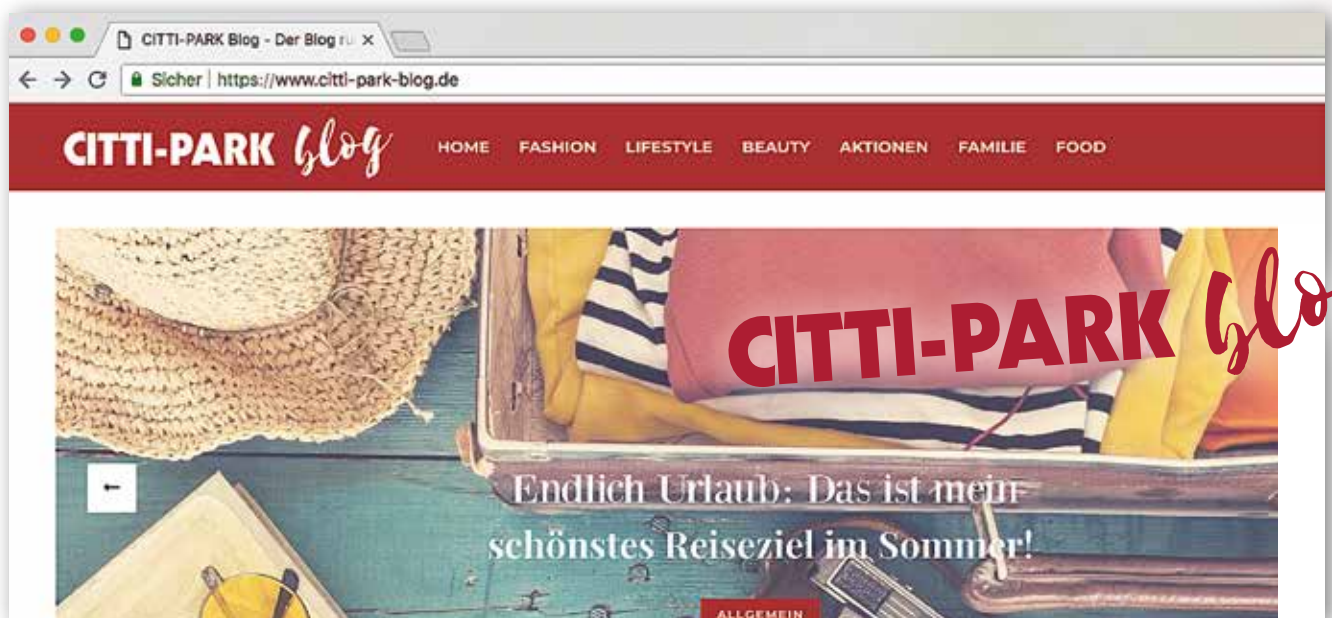 CITTI-PARK Blog - Der Blog ru
Sicher | https://www.citti-park-blog.de
CITTI-PARK blog HOME FASHION LIFESTYLE BEAUTY AKTIONEN FAMILIE FOOD
CITTI-PARK blo
Endlich Urlaub: Das ist mein
schönstes Reiseziel im Sommer!
ALLGEMEIN